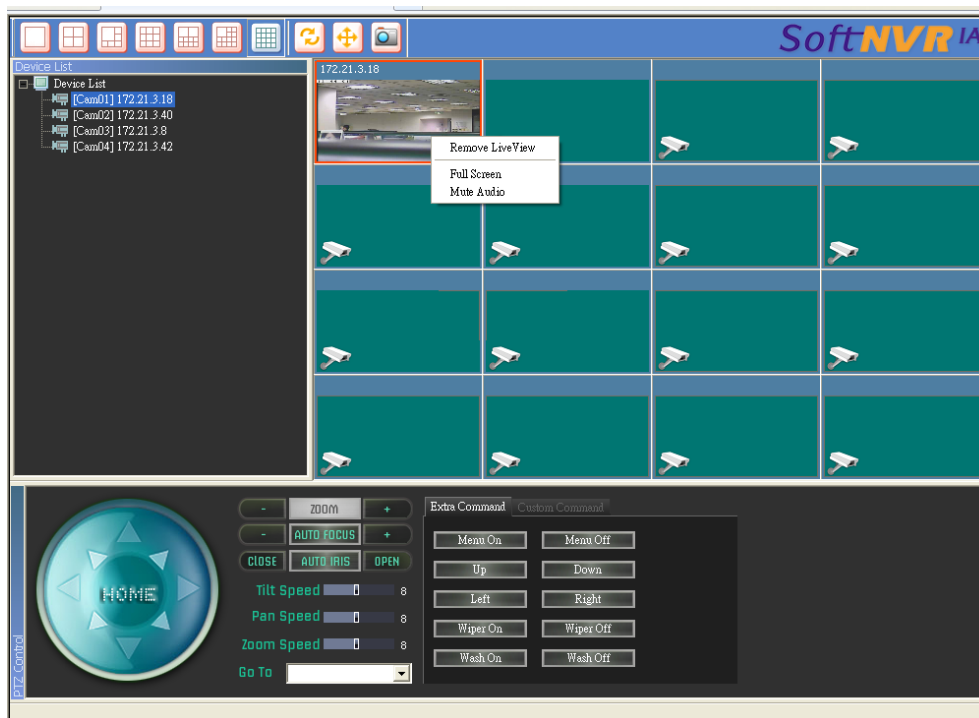 SoftNVR IA
Device List
Device List
[Cam01] 172.21.3.18
[Cam02] 172.21.3.40
[Cam03] 172.21.3.8
[Cam04] 172.21.3.42
172.21.3.18
Remove LiveView
Full Screen
Mute Audio
PTZ Control
HOME
- ZOOM +
- AUTO FOCUS +
ClOSE AUTO IRIS OPEN
Tilt Speed 8
Pan Speed 8
Zoom Speed 8
Go To
Extra Command Custom Command
Menu On Menu Off
Up Down
Left Right
Wiper On Wiper Off
Wash On Wash Off